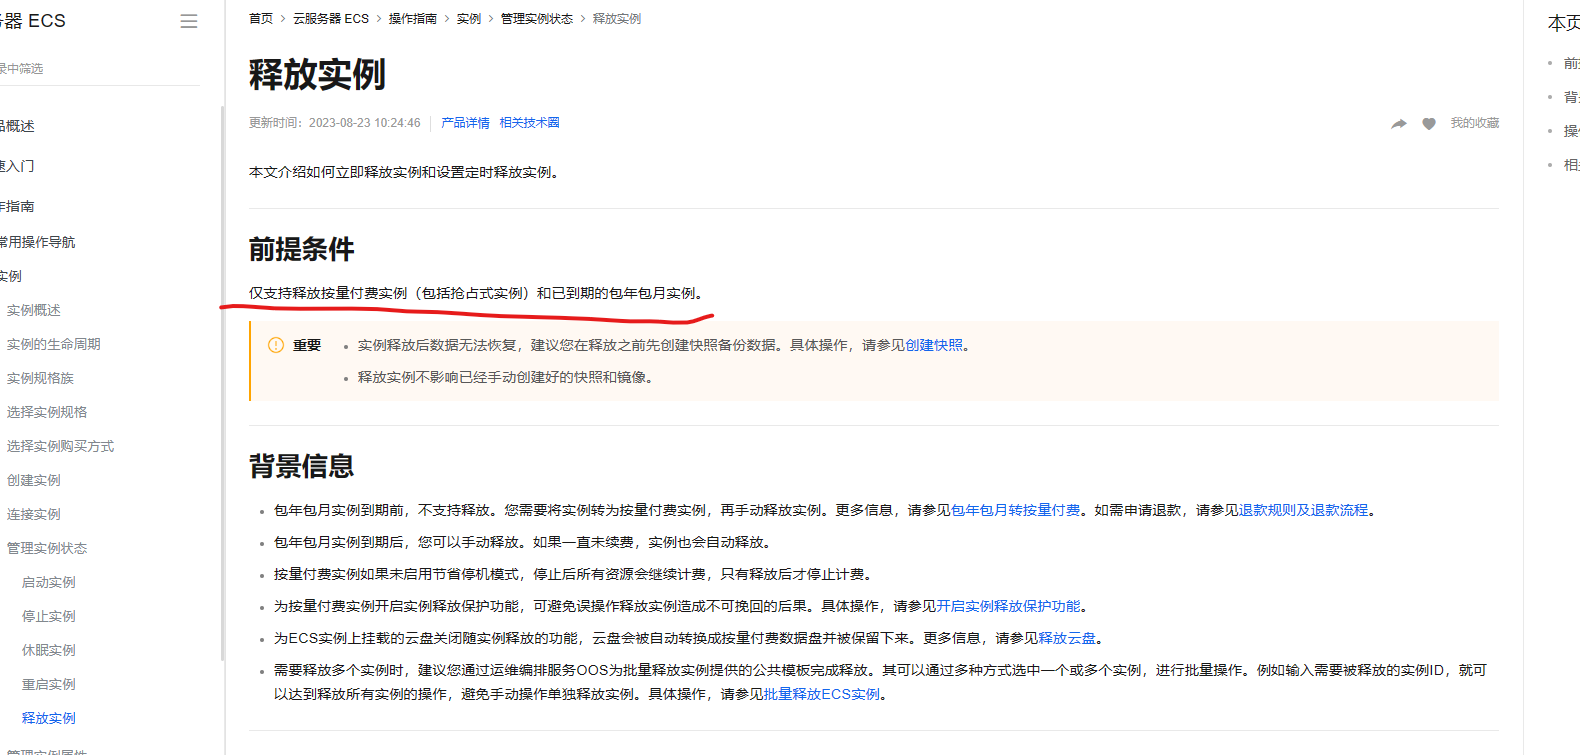 器 ECS
录中筛选
品概述
速入门
作指南
常用操作导航
实例
实例概述
实例的生命周期
实例规格族
选择实例规格
选择实例购买方式
创建实例
连接实例
管理实例状态
启动实例
停止实例
休眠实例
重启实例
释放实例
管理实例属性
首页 > 云服务器 ECS > 操作指南 > 实例 > 管理实例状态 > 释放实例
释放实例
更新时间：2023-08-23 10:24:46 产品详情 相关技术圈
我的收藏
本文介绍如何立即释放实例和设置定时释放实例。
前提条件
仅支持释放按量付费实例（包括抢占式实例）和已到期的包年包月实例。
重要
实例释放后数据无法恢复，建议您在释放之前先创建快照备份数据。具体操作，请参见创建快照。
释放实例不影响已经手动创建好的快照和镜像。
背景信息
包年包月实例到期前，不支持释放。您需要将实例转为按量付费实例，再手动释放实例。更多信息，请参见包年包月转按量付费。如需申请退款，请参见退款规则及退款流程。
包年包月实例到期后，您可以手动释放。如果一直未续费，实例也会自动释放。
按量付费实例如果未启用节省停机模式，停止后所有资源会继续计费，只有释放后才停止计费。
为按量付费实例开启实例释放保护功能，可避免误操作释放实例造成不可挽回的后果。具体操作，请参见开启实例释放保护功能。
为ECS实例上挂载的云盘关闭随实例释放的功能，云盘会被自动转换成按量付费数据盘并被保留下来。更多信息，请参见释放云盘。
需要释放多个实例时，建议您通过运维编排服务OOS为批量释放实例提供的公共模板完成释放。其可以通过多种方式选中一个或多个实例，进行批量操作。例如输入需要被释放的实例ID，就可
以达到释放所有实例的操作，避免手动操作单独释放实例。具体操作，请参见批量释放ECS实例。
本页
前
背
操
相